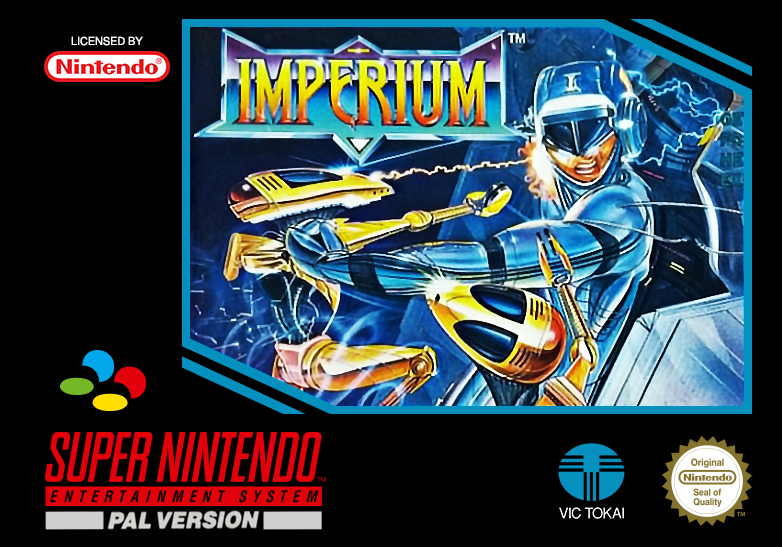 LICENSED BY
Nintendo®
IMPERIUM
TM
I
SUPER NINTENDO
TM
ENTERTAINMENT SYSTEM
PAL VERSION
VIC TOKAI
Original
Nintendo
Seal of
Quality
TM